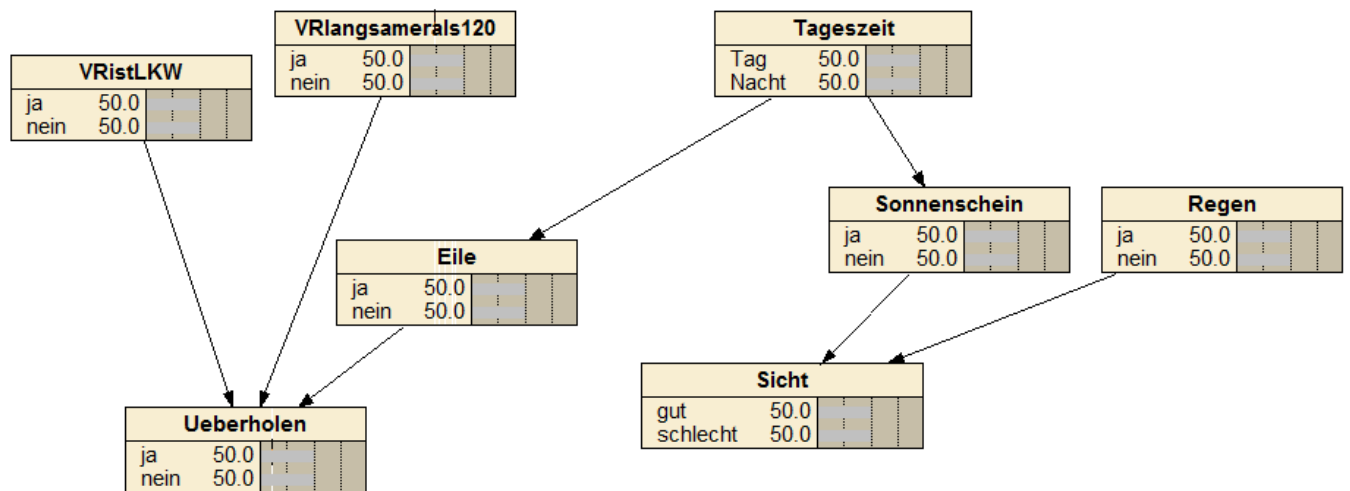 VRistLKW
ja 50.0
nein 50.0
VRlangsamerals120
ja 50.0
nein 50.0
Tageszeit
Tag 50.0
Nacht 50.0
Eile
ja 50.0
nein 50.0
Sonnenschein
ja 50.0
nein 50.0
Regen
ja 50.0
nein 50.0
Ueberholen
ja 50.0
nein 50.0
Sicht
gut 50.0
schlecht 50.0